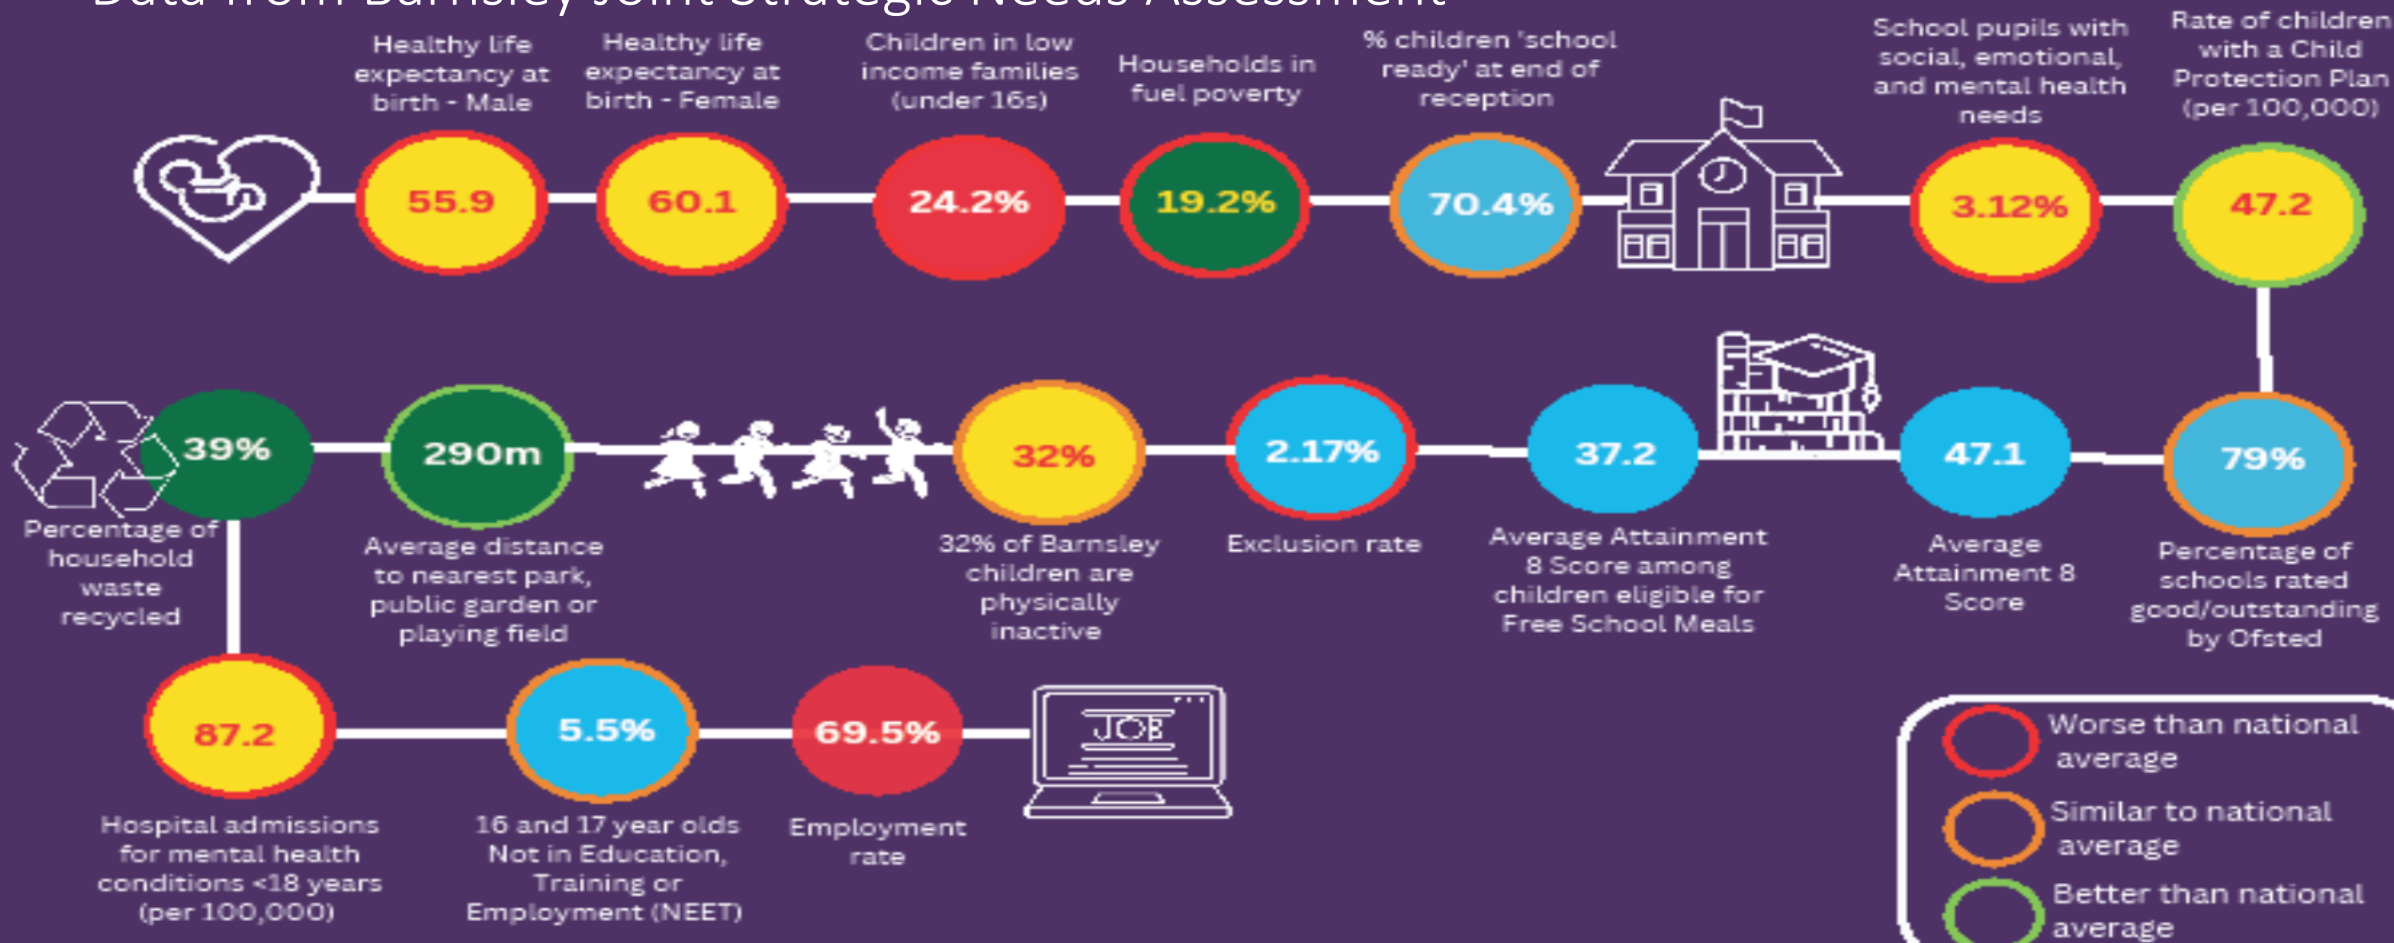 Data from Barnsley Joint Strategic Needs Assessment
Healthy life
expectancy at
birth - Male
Healthy life
expectancy at
birth - Female
Children in low
income families
(under 16s)
Households in
fuel poverty
% children 'school
ready' at end of
reception
School pupils with
social, emotional,
and mental health
needs
Rate of children
with a Child
Protection Plan
(per 100,000)
55.9
60.1
24.2%
19.2%
70.4%
3.12%
47.2
39%
290m
32%
2.17%
37.2
47.1
79%
Percentage of
household
waste
recycled
Average distance
to nearest park,
public garden or
playing field
32% of Barnsley
children are
physically
inactive
Exclusion rate
Average Attainment
8 Score among
children eligible for
Free School Meals
Average
Attainment 8
Score
Percentage of
schools rated
good/outstanding
by Ofsted
87.2
5.5%
69.5%
JOB
Hospital admissions
for mental health
conditions <18 years
(per 100,000)
16 and 17 year olds
Not in Education,
Training or
Employment (NEET)
Employment
rate
Worse than national
average
Similar to national
average
Better than national
average